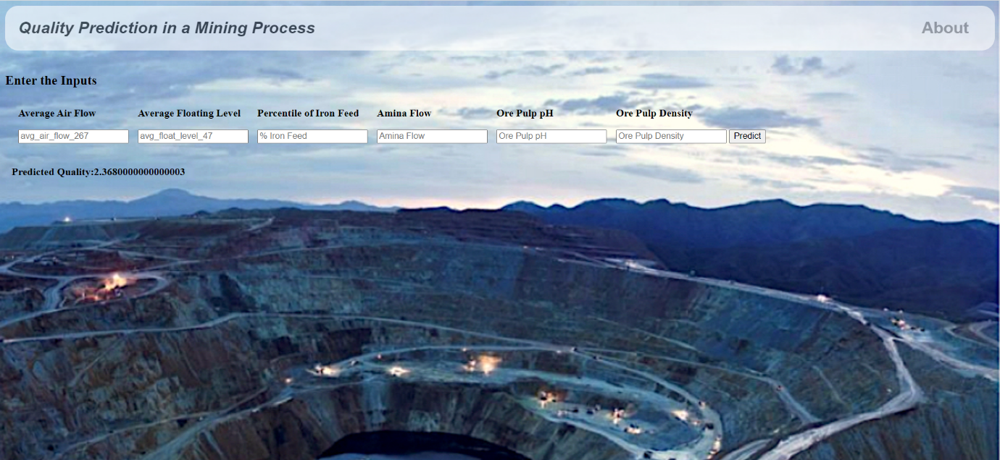 Quality Prediction in a Mining Process About
Enter the Inputs
Average Air Flow Average Floating Level Percentile of Iron Feed Amina Flow Ore Pulp pH Ore Pulp Density
avg_air_flow_267 avg_float_level_47 % Iron Feed Amina Flow Ore Pulp pH Ore Pulp Density Predict
Predicted Quality:2.3680000000000003